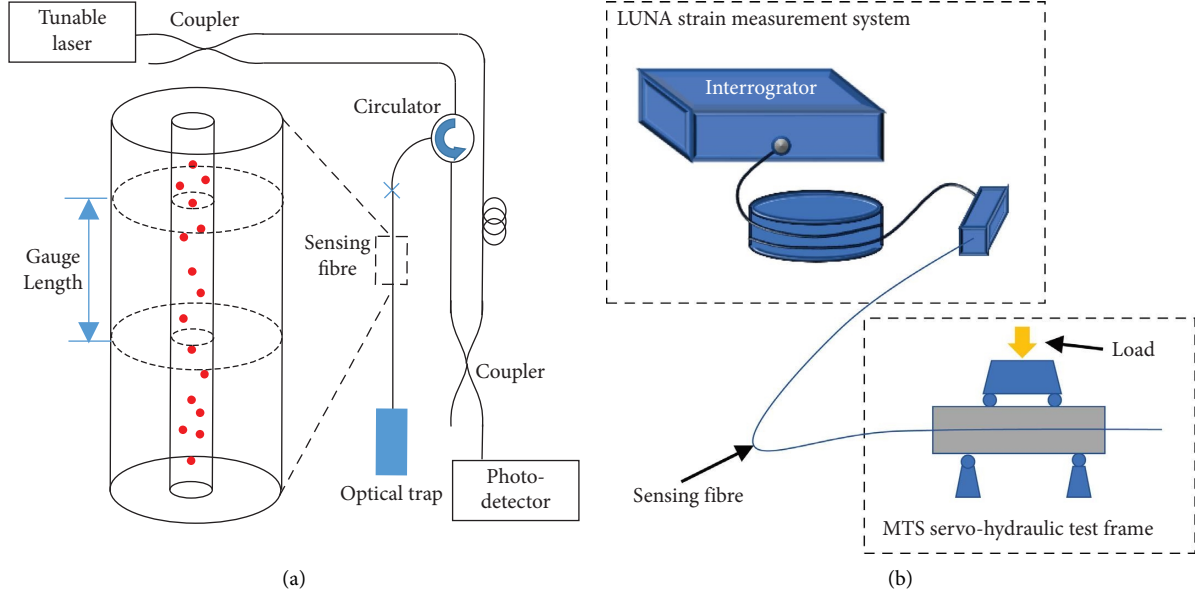 Tunable
laser
Coupler
Circulator
Sensing
fibre
Gauge
Length
Coupler
Optical trap
Photo-
detector
(a)
LUNA strain measurement system
Interrogrator
Load
Sensing fibre
MTS servo-hydraulic test frame
(b)